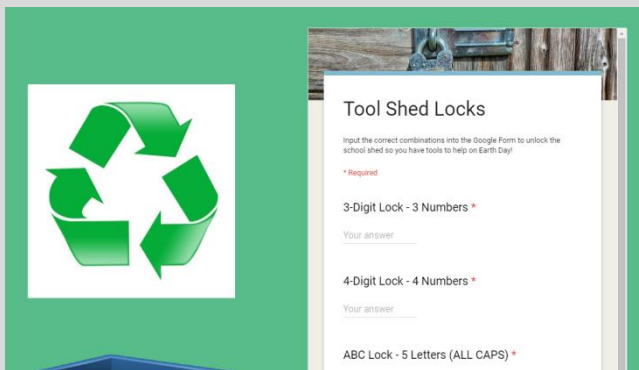 Tool Shed Locks
Input the correct combinations into the Google Form to unlock the
school shed so you have tools to help on Earth Day!
* Required
3-Digit Lock - 3 Numbers *
Your answer
4-Digit Lock - 4 Numbers *
Your answer
ABC Lock - 5 Letters (ALL CAPS) *